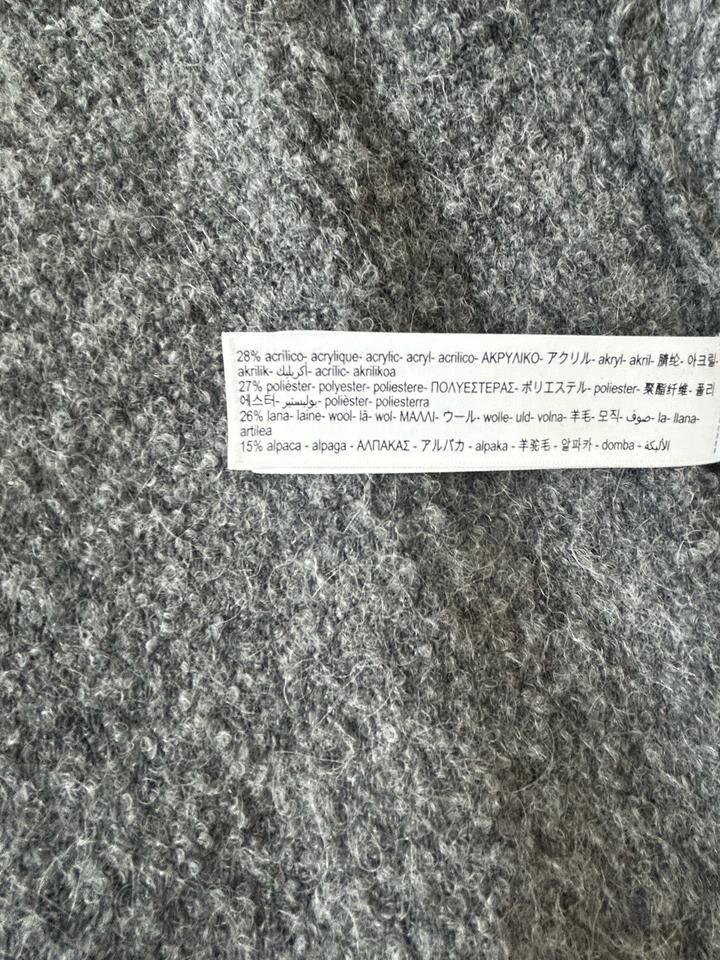 28% acrílico- acrylique- acrylic- acryl- acrilico- ΑΚΡΥΛΙΚΟ- アクリル- akryl- akril- 腈纶- 아크릴-
akrilik- أكريليك- acrílic- akrilikoa
27% poliéster- polyester- poliestere- ΠΟΛΥΕΣΤΕΡΑΣ- ポリエステル- poliester- 聚酯纤维- 폴리
에스터- بوليستير- polièster- poliesterra
26% lana- laine- wool- lã- wol- ΜΑΛΛΙ- ウール- wolle- uld- volna- 羊毛- 모직- صوف- la- llana-
artilea
15% alpaca - alpaga - ΑΛΠΑΚΑΣ - アルパカ - alpaka - 羊驼毛 - 알파카 - domba - الألبكة